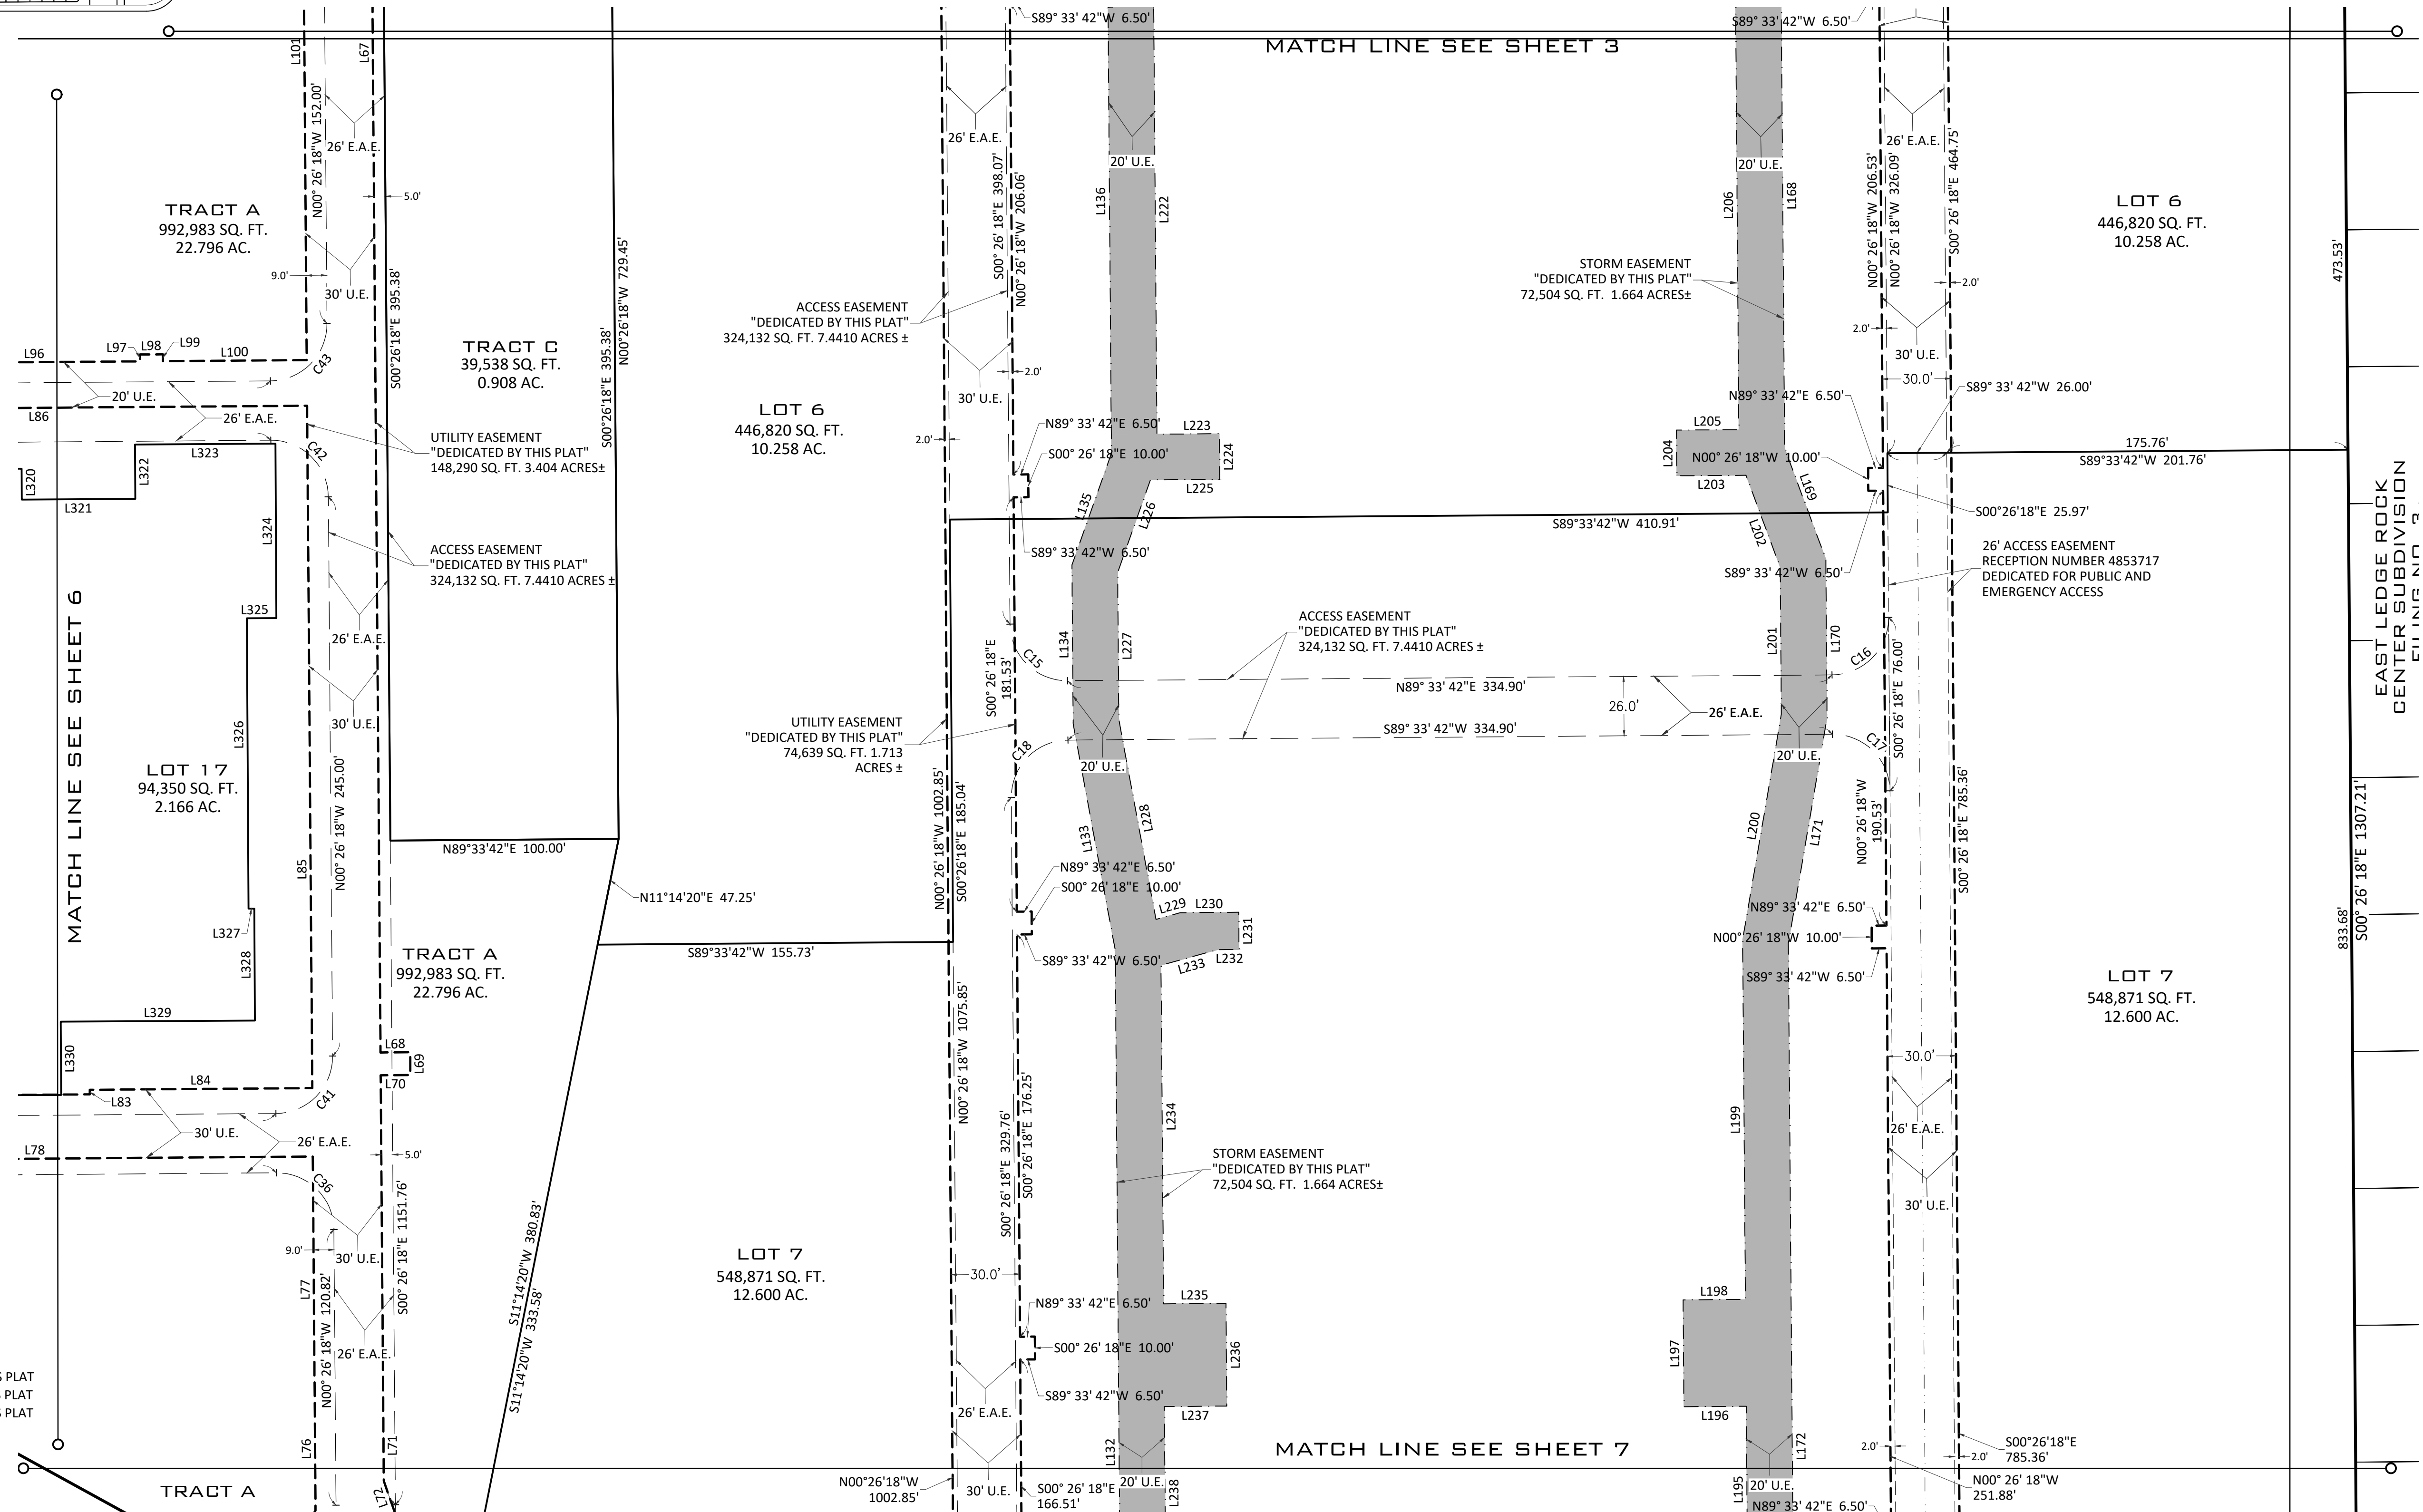 S89° 33' 42"W 6.50'
S89° 33' 42"W 6.50'
MATCH LINE SEE SHEET 3
L101
L67
N00° 26' 18"W 152.00'
26' E.A.E.
26' E.A.E.
20' U.E.
20' U.E.
26' E.A.E.
5.0'
TRACT A
992,983 SQ. FT.
22.796 AC.
9.0'
30' U.E.
S00°26'18"E 395.38'
S00°26'18"E 395.38'
N00°26'18"W 729.45'
TRACT C
39,538 SQ. FT.
0.908 AC.
S00° 26' 18"E 398.07'
N00° 26' 18"W 206.06'
L136
L222
L206
L168
N00° 26' 18"W 206.53'
N00° 26' 18"W 326.09'
S00° 26' 18"E 464.75'
LOT 6
446,820 SQ. FT.
10.258 AC.
473.53'
ACCESS EASEMENT
"DEDICATED BY THIS PLAT"
324,132 SQ. FT. 7.4410 ACRES ±
STORM EASEMENT
"DEDICATED BY THIS PLAT"
72,504 SQ. FT. 1.664 ACRES±
2.0'
2.0'
30' U.E.
L96
L97
L98
L99
L100
C43
20' U.E.
L86
26' E.A.E.
2.0'
30' U.E.
30.0'
S89° 33' 42"W 26.00'
N89° 33' 42"E 6.50'
LOT 6
446,820 SQ. FT.
10.258 AC.
2.0'
N89° 33' 42"E 6.50'
S00° 26' 18"E 10.00'
L223
L224
L225
L205
L204
L203
N00° 26' 18"W 10.00'
175.76'
S89°33'42"W 201.76'
UTILITY EASEMENT
"DEDICATED BY THIS PLAT"
148,290 SQ. FT. 3.404 ACRES±
C42
L323
L322
L320
L321
L324
L325
L135
L226
L169
L202
S89°33'42"W 410.91'
S00°26'18"E 25.97'
S89° 33' 42"W 6.50'
S89° 33' 42"W 6.50'
26' ACCESS EASEMENT
RECEPTION NUMBER 4853717
DEDICATED FOR PUBLIC AND
EMERGENCY ACCESS
EAST LEDGE ROCK
CENTER SUBDIVISION
ACCESS EASEMENT
"DEDICATED BY THIS PLAT"
324,132 SQ. FT. 7.4410 ACRES ±
MATCH LINE SEE SHEET 6
26' E.A.E.
ACCESS EASEMENT
"DEDICATED BY THIS PLAT"
324,132 SQ. FT. 7.4410 ACRES ±
S00° 26' 18"E
181.53'
C15
L134
L227
L201
L170
C16
S00° 26' 18"E 76.00'
N89° 33' 42"E 334.90'
26.0'
26' E.A.E.
S89° 33' 42"W 334.90'
30' U.E.
L326
UTILITY EASEMENT
"DEDICATED BY THIS PLAT"
74,639 SQ. FT. 1.713
ACRES ±
C18
20' U.E.
20' U.E.
C17
LOT 17
94,350 SQ. FT.
2.166 AC.
N00° 26' 18"W 245.00'
L85
N00° 26' 18"W 1002.85'
S00°26'18"E 185.04'
L133
L228
L200
L171
N00° 26' 18"W
190.53'
S00° 26' 18"E 785.36'
S00° 26' 18"E 1307.21'
833.68'
N89°33'42"E 100.00'
N11°14'20"E 47.25'
N89° 33' 42"E 6.50'
S00° 26' 18"E 10.00'
L229
L230
L231
L232
L233
N89° 33' 42"E 6.50'
N00° 26' 18"W 10.00'
S89° 33' 42"W 6.50'
S89° 33' 42"W 6.50'
L327
L328
TRACT A
992,983 SQ. FT.
22.796 AC.
S89°33'42"W 155.73'
LOT 7
548,871 SQ. FT.
12.600 AC.
L329
L330
L68
L69
L70
L84
L83
C41
N00° 26' 18"W 1075.85'
S00° 26' 18"E 329.76'
S00° 26' 18"E 176.25'
L234
L199
30.0'
26' E.A.E.
30' U.E.
30' U.E.
26' E.A.E.
L78
C36
5.0'
STORM EASEMENT
"DEDICATED BY THIS PLAT"
72,504 SQ. FT. 1.664 ACRES±
S00° 26' 18"E 1151.76'
9.0'
30' U.E.
L77
N00° 26' 18"W 120.82'
26' E.A.E.
S11°14'20"W 380.83'
S11°14'20"W 333.58'
LOT 7
548,871 SQ. FT.
12.600 AC.
30.0'
N89° 33' 42"E 6.50'
S00° 26' 18"E 10.00'
S89° 33' 42"W 6.50'
L235
L236
L237
L198
L197
L196
26' E.A.E.
S PLAT
S PLAT
S PLAT
L76
L71
L132
L172
MATCH LINE SEE SHEET 7
2.0'
2.0'
S00°26'18"E
785.36'
N00° 26' 18"W
251.88'
TRACT A
L72
N00°26'18"W
1002.85'
30' U.E.
S00° 26' 18"E
166.51'
20' U.E.
L238
L195
20' U.E.
N89° 33' 42"E 6.50'